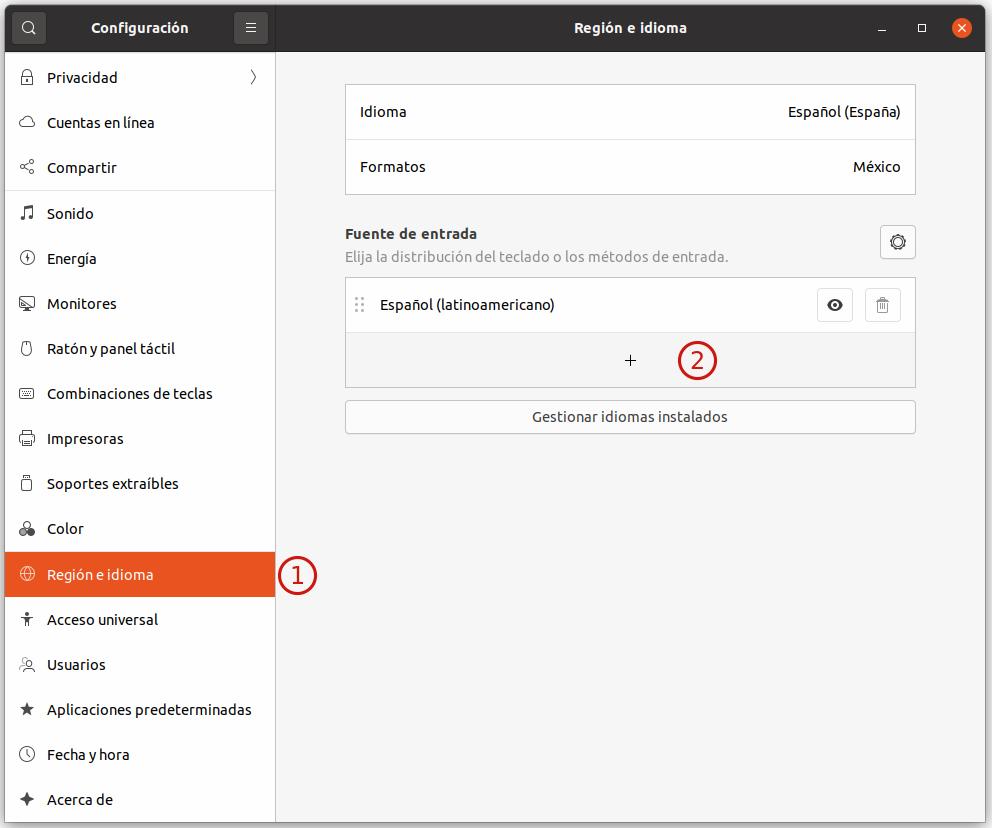 Configuración
Región e idioma
Privacidad
Cuentas en línea
Compartir
Sonido
Energía
Monitores
Ratón y panel táctil
Combinaciones de teclas
Impresoras
Soportes extraíbles
Color
Región e idioma
1
Acceso universal
Usuarios
Aplicaciones predeterminadas
Fecha y hora
Acerca de
Idioma Español (España)
Formatos México
Fuente de entrada
Elija la distribución del teclado o los métodos de entrada.
Español (latinoamericano)
+ 2
Gestionar idiomas instalados